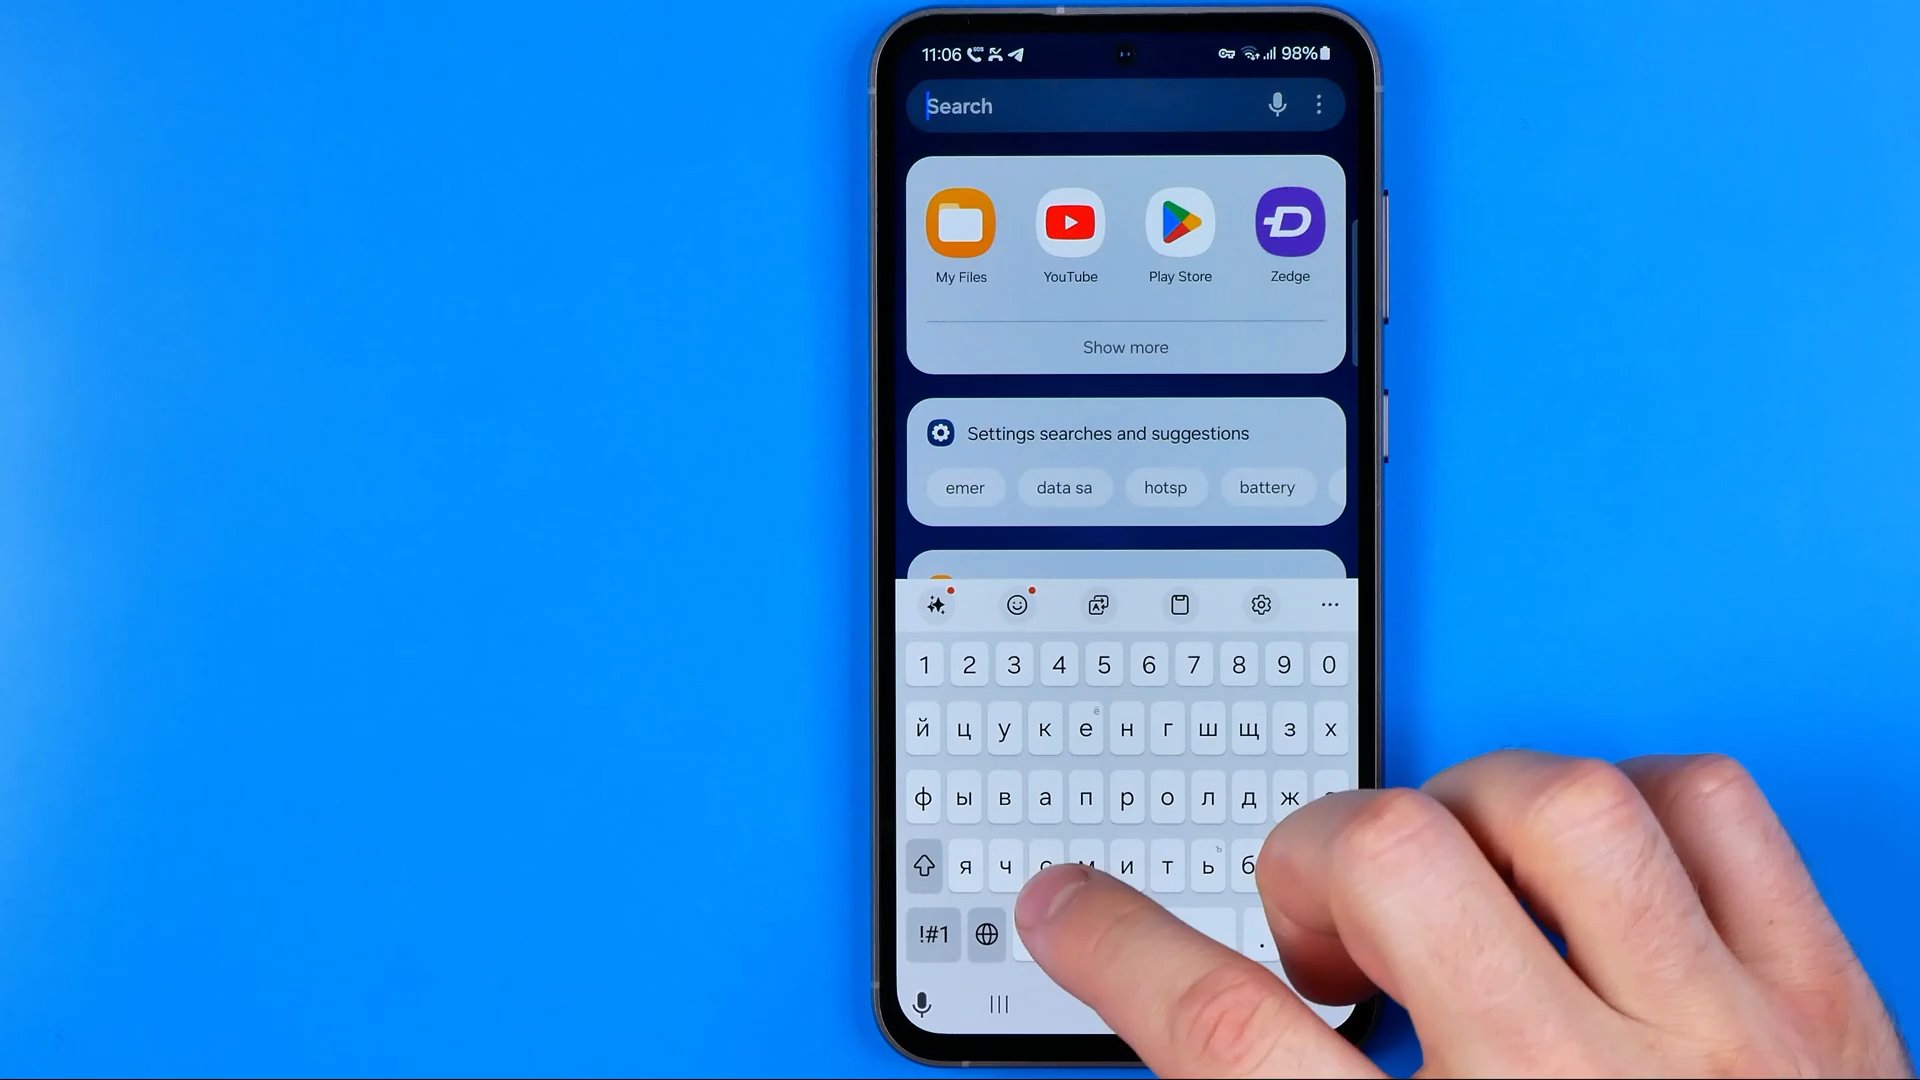 11:06 98%
Search
My Files YouTube Play Store Zedge
Show more
Settings searches and suggestions
emer data sa hotsp battery
1 2 3 4 5 6 7 8 9 0
ё
й ц у к е н г ш щ з х
ф ы в а п р о л д ж
ъ
я ч с м и т ь б
!#1 .